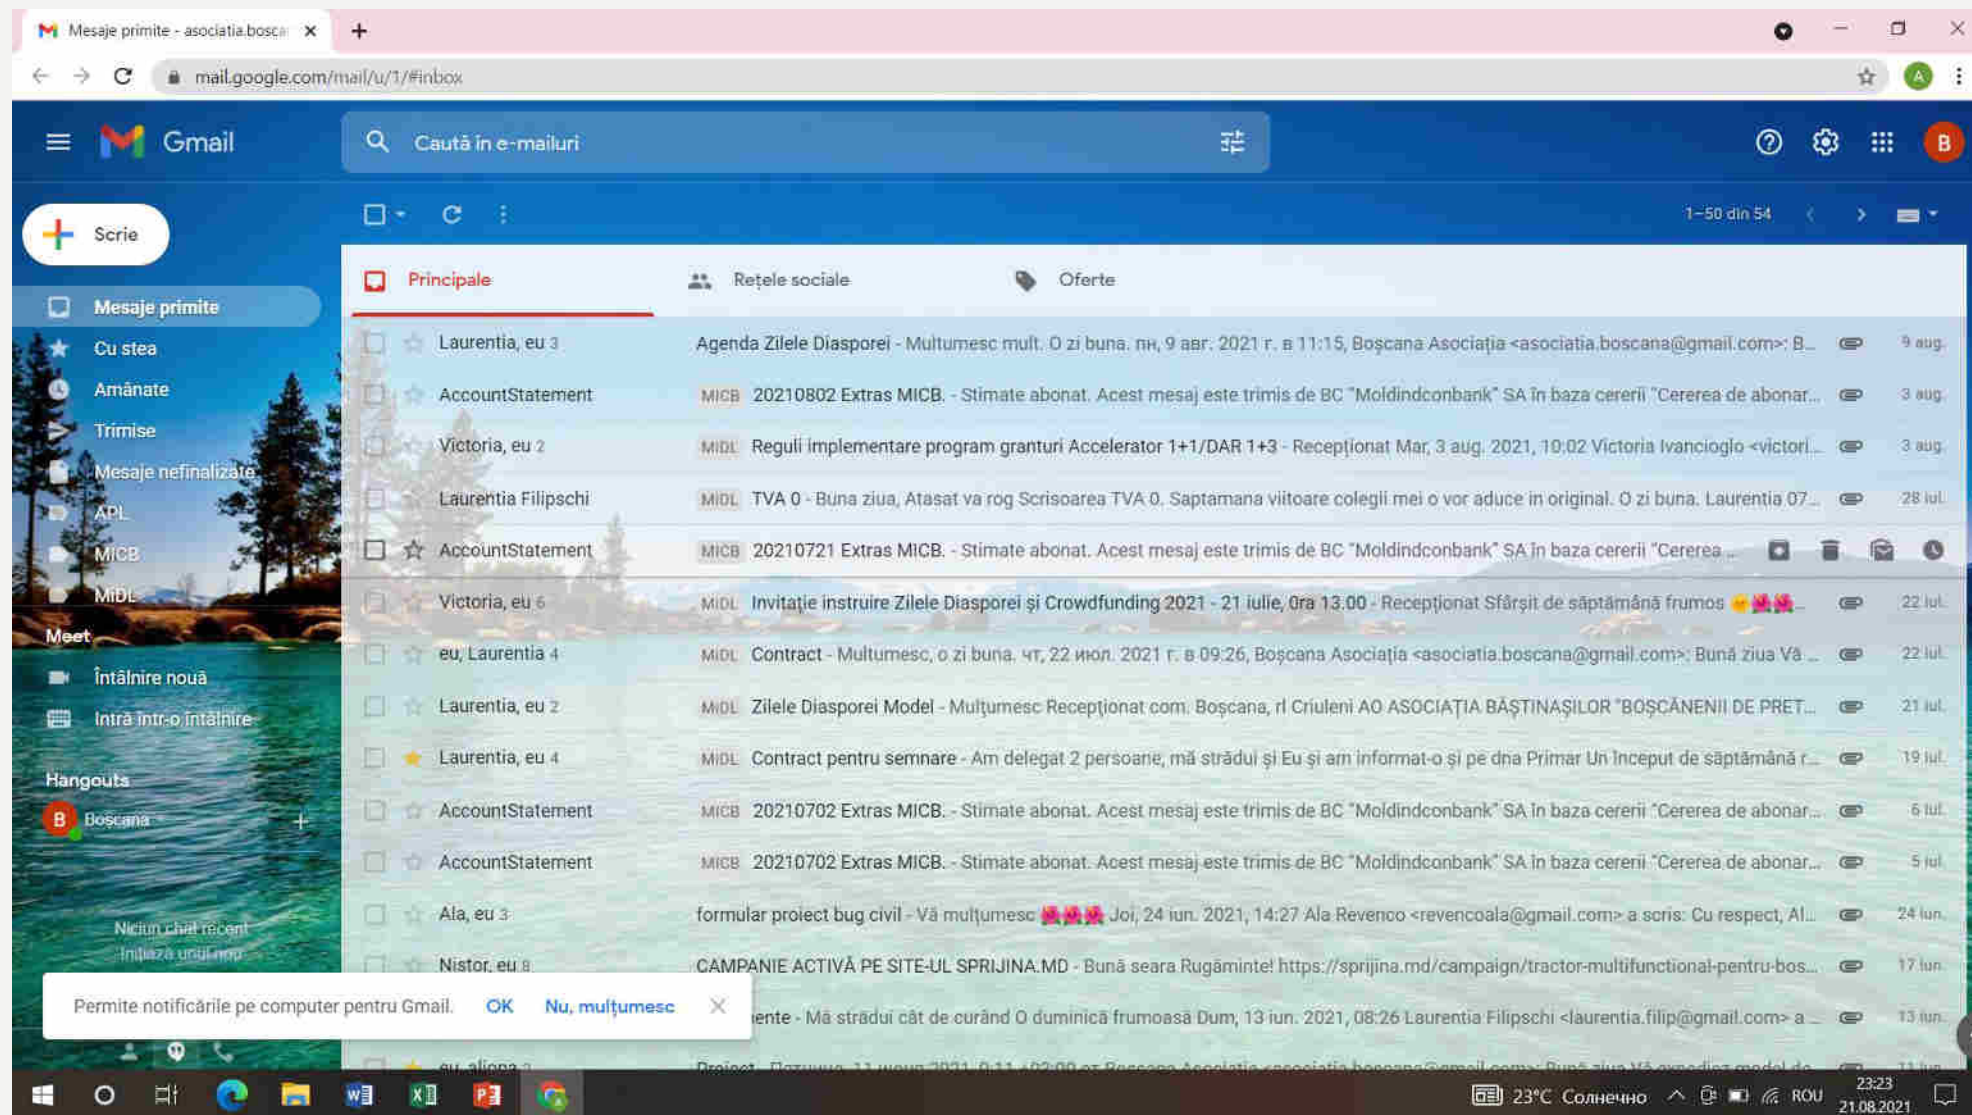 Mesaje primite - asociatia.bosca
mail.google.com/mail/u/1/#inbox
A
Gmail
Caută în e-mailuri
B
Scrie
1–50 din 54
Principale
Rețele sociale
Oferte
Mesaje primite
Cu stea
Amânate
Trimise
Mesaje nefinalizate
APL
MICB
MiDL
Meet
Întâlnire nouă
Intră într-o întâlnire
Hangouts
B Boscana
Niciun chat recent
Inițiază unul nou
Laurentia, eu 3 Agenda Zilele Diasporei - Multumesc mult. O zi buna. пн, 9 авг. 2021 г. в 11:15, Boșcana Asociația <asociatia.boscana@gmail.com>: B... 9 aug.
AccountStatement MICB 20210802 Extras MICB. - Stimate abonat. Acest mesaj este trimis de BC "Moldindconbank" SA în baza cererii "Cererea de abonar... 3 aug.
Victoria, eu 2 MiDL Reguli implementare program granturi Accelerator 1+1/DAR 1+3 - Recepționat Mar, 3 aug. 2021, 10:02 Victoria Ivancioglo <victori... 3 aug.
Laurentia Filipschi MiDL TVA 0 - Buna ziua, Atasat va rog Scrisoarea TVA 0. Saptamana viitoare colegii mei o vor aduce in original. O zi buna. Laurentia 07... 28 iul.
AccountStatement MICB 20210721 Extras MICB. - Stimate abonat. Acest mesaj este trimis de BC "Moldindconbank" SA în baza cererii "Cererea ...
Victoria, eu 6 MiDL Invitație instruire Zilele Diasporei și Crowdfunding 2021 - 21 iulie, 0ra 13.00 - Recepționat Sfârșit de săptămână frumos 22 iul.
eu, Laurentia 4 MiDL Contract - Multumesc, o zi buna. чт, 22 июл. 2021 г. в 09:26, Boșcana Asociația <asociatia.boscana@gmail.com>: Bună ziua Vă ... 22 iul.
Laurentia, eu 2 MiDL Zilele Diasporei Model - Mulțumesc Recepționat com. Boșcana, rl Criuleni AO ASOCIAȚIA BĂȘTINAȘILOR "BOȘCĂNENII DE PRET... 21 iul.
Laurentia, eu 4 MiDL Contract pentru semnare - Am delegat 2 persoane, mă strădui și Eu și am informat-o și pe dna Primar Un început de săptămână r... 19 iul.
AccountStatement MICB 20210702 Extras MICB. - Stimate abonat. Acest mesaj este trimis de BC "Moldindconbank" SA în baza cererii "Cererea de abonar... 6 iul.
AccountStatement MICB 20210702 Extras MICB. - Stimate abonat. Acest mesaj este trimis de BC "Moldindconbank" SA în baza cererii "Cererea de abonar... 5 iul.
Ala, eu 3 formular proiect bug civil - Vă mulțumesc Joi, 24 iun. 2021, 14:27 Ala Revenco <revencoala@gmail.com> a scris: Cu respect, Al... 24 iun.
Nistor, eu 8 CAMPANIE ACTIVĂ PE SITE-UL SPRIJINA.MD - Bună seara Rugăminte! https://sprijina.md/campaign/tractor-multifunctional-pentru-bos... 17 iun.
ente - Mă strădui cât de curând O duminică frumoasă Dum, 13 iun. 2021, 08:26 Laurentia Filipschi <laurentia.filip@gmail.com> a ... 13 iun.
Permite notificările pe computer pentru Gmail. OK Nu, mulțumesc
23°C Солнечно
ROU
23:23
21.08.2021